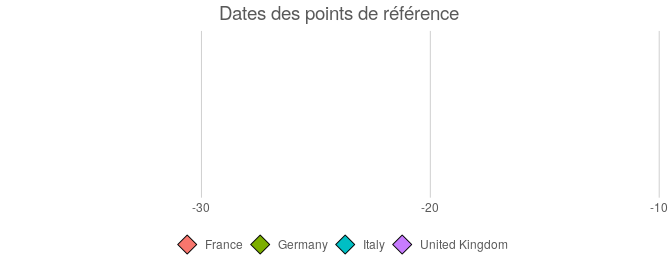 Dates des points de référence
-30 -20 -10
France Germany Italy United Kingdom